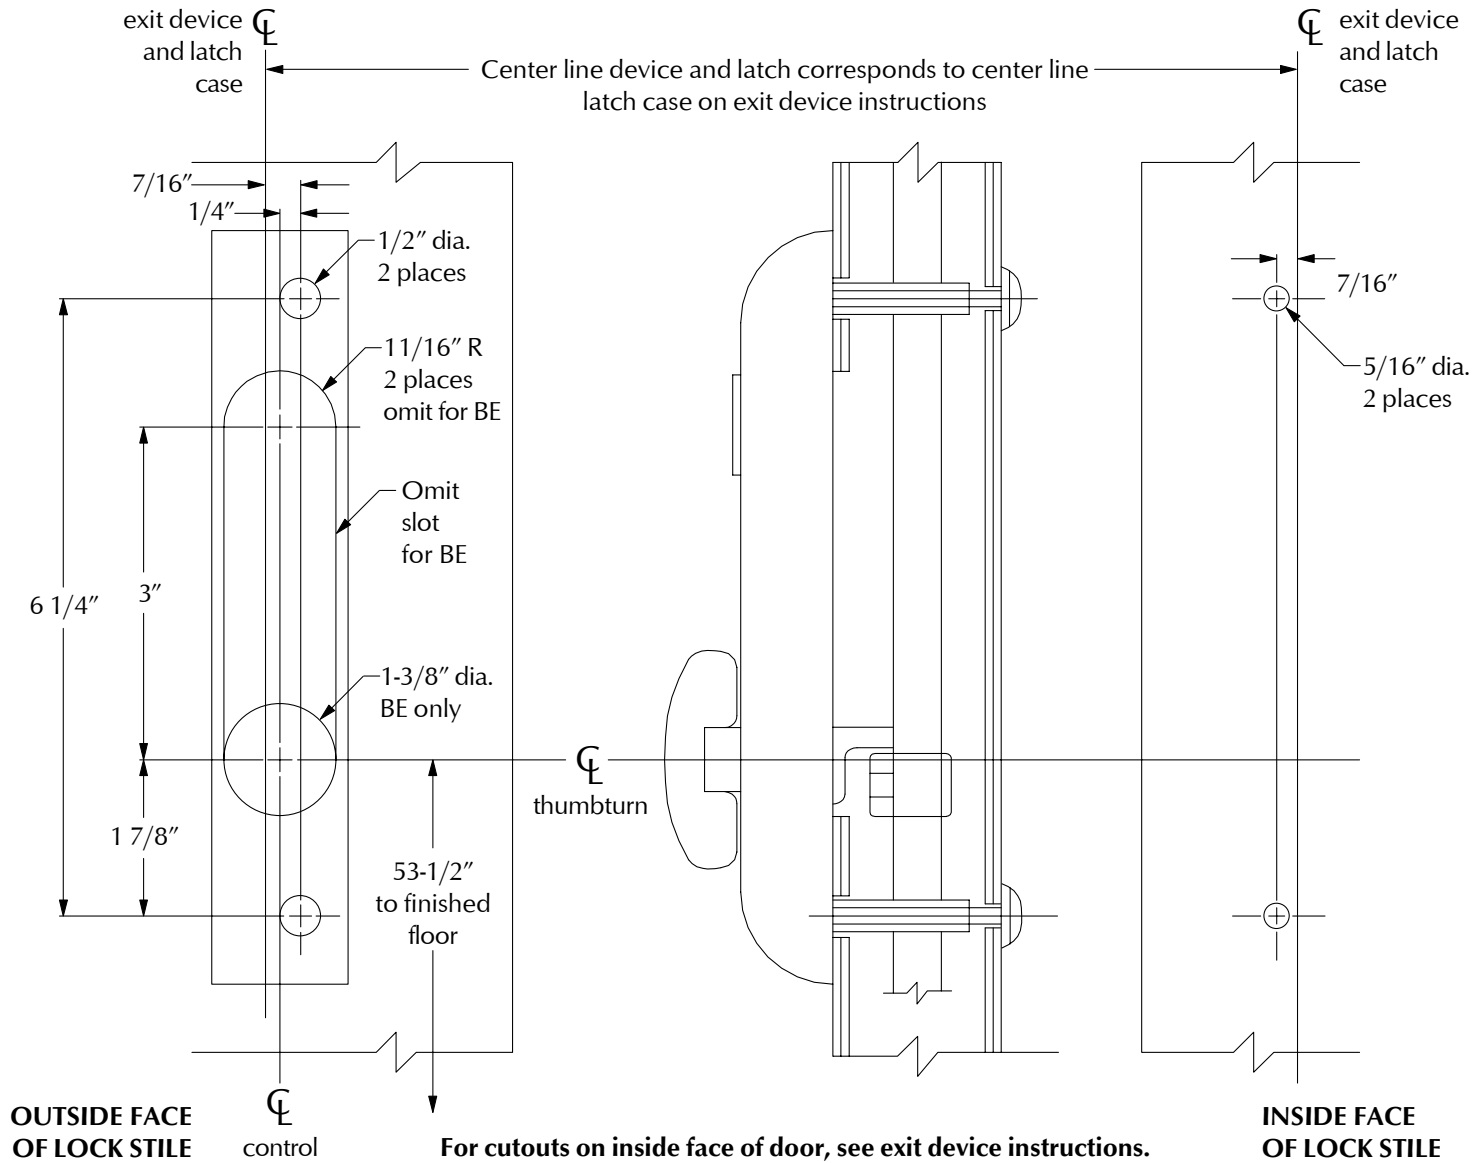 exit device
and latch
case
℄
Center line device and latch corresponds to center line
latch case on exit device instructions
℄
exit device
and latch
case
7/16″
1/4″
1/2″ dia.
2 places
11/16″ R
2 places
omit for BE
Omit
slot
for BE
6 1/4″
3″
1-3/8″ dia.
BE only
1 7/8″
53-1/2″
to finished
floor
℄
thumbturn
7/16″
5/16″ dia.
2 places
OUTSIDE FACE
OF LOCK STILE
℄
control
For cutouts on inside face of door, see exit device instructions.
INSIDE FACE
OF LOCK STILE